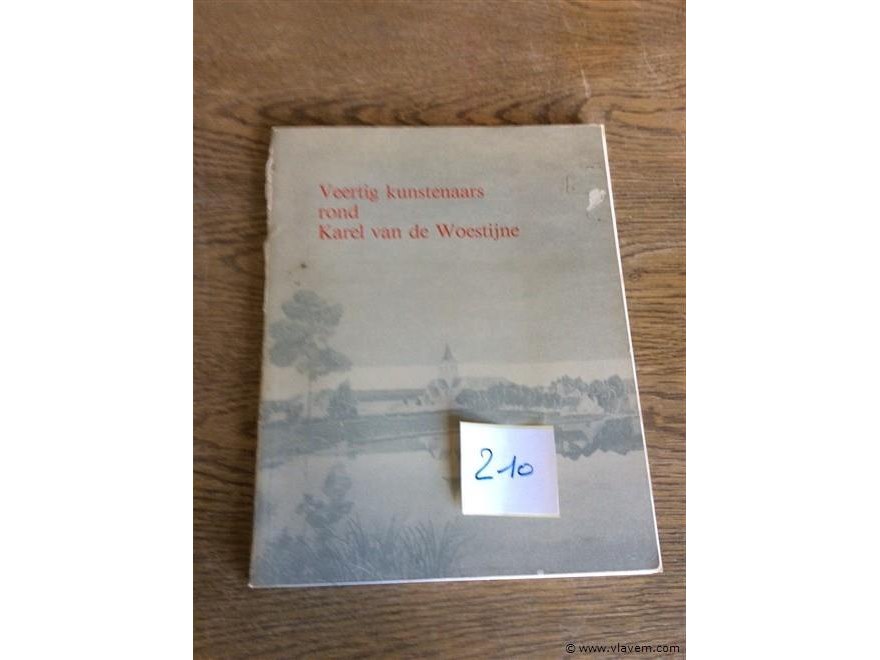 Veertig kunstenaars
rond
Karel van de Woestijne
210
© www.vlavem.com